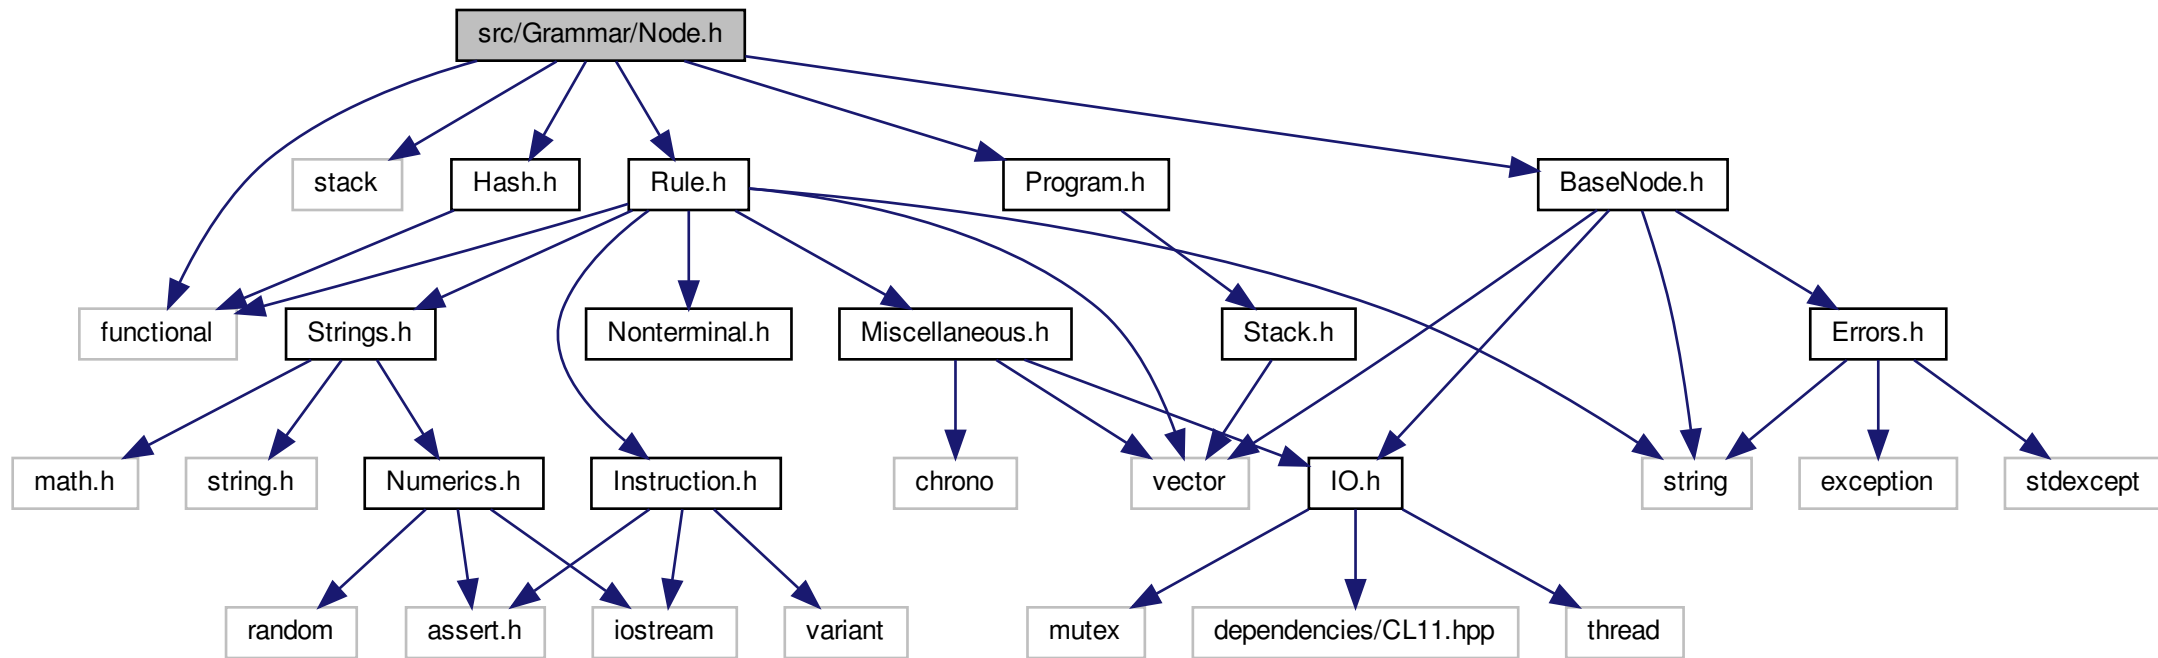 src/Grammar/Node.h
stack
Hash.h
Rule.h
Program.h
BaseNode.h
functional
Strings.h
Nonterminal.h
Miscellaneous.h
Stack.h
Errors.h
math.h
string.h
Numerics.h
Instruction.h
chrono
vector
IO.h
string
exception
stdexcept
random
assert.h
iostream
variant
mutex
dependencies/CL11.hpp
thread